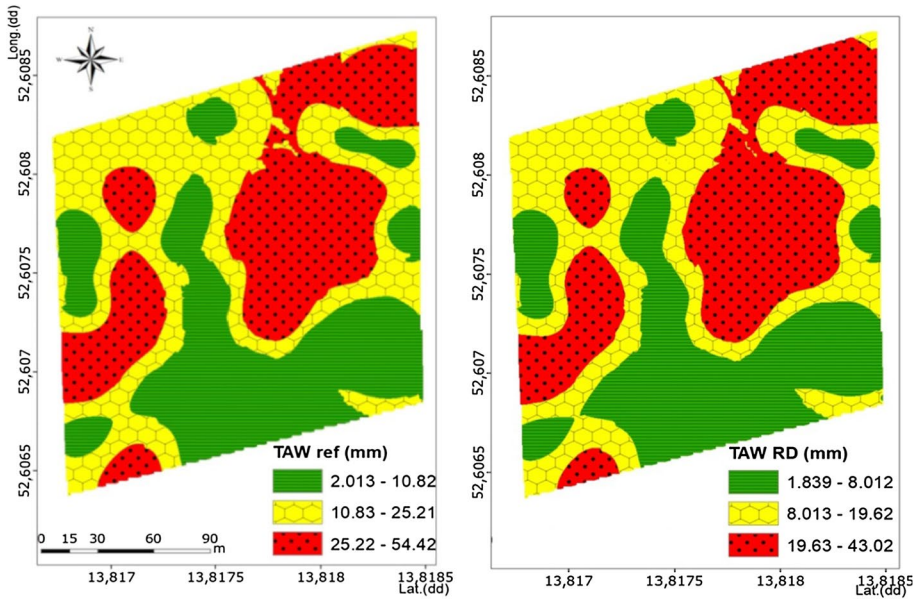 Long.(dd)
N
W
E
S
52,6085
52,608
52,6075
52,607
52,6065
TAW ref (mm)
2.013 - 10.82
10.83 - 25.21
25.22 - 54.42
0 15 30 60 90
m
13,817 13,8175 13,818 13,8185
Lat.(dd)
52,6085
52,608
52,6075
52,607
52,6065
TAW RD (mm)
1.839 - 8.012
8.013 - 19.62
19.63 - 43.02
13,817 13,8175 13,818 13,8185
Lat.(dd)